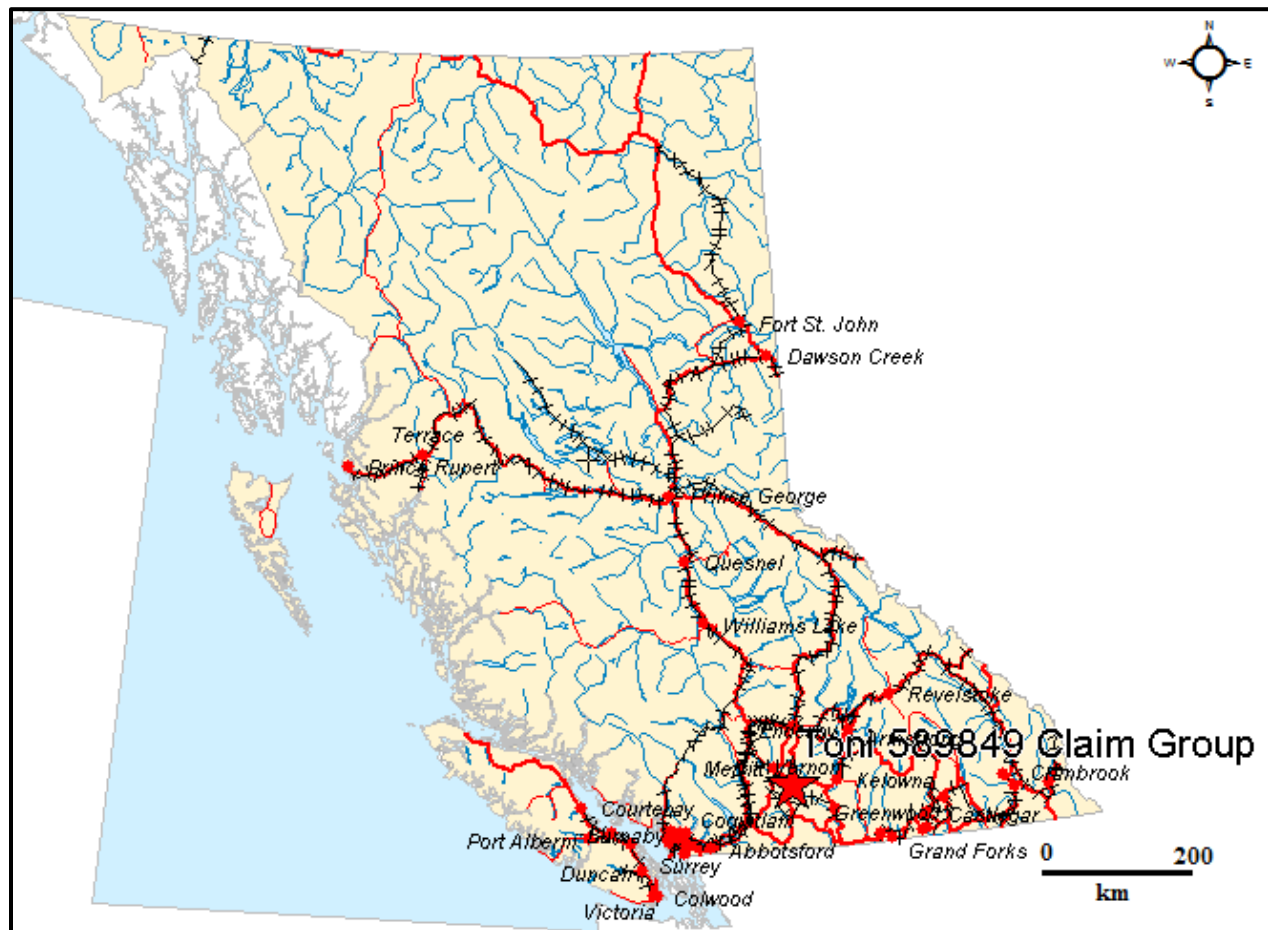 N
W E
S
Fort St. John
Dawson Creek
Terrace
Prince Rupert
Prince George
Quesnel
Williams Lake
Revelstoke
Enderby
Toni 589849 Claim Group
Merritt Vernon
Kelowna
Cranbrook
Courtenay
Coquitlam
Greenwood
Castlegar
Port Alberni
Burnaby
Abbotsford
Grand Forks
Surrey
Duncan
Colwood
Victoria
0 200
km